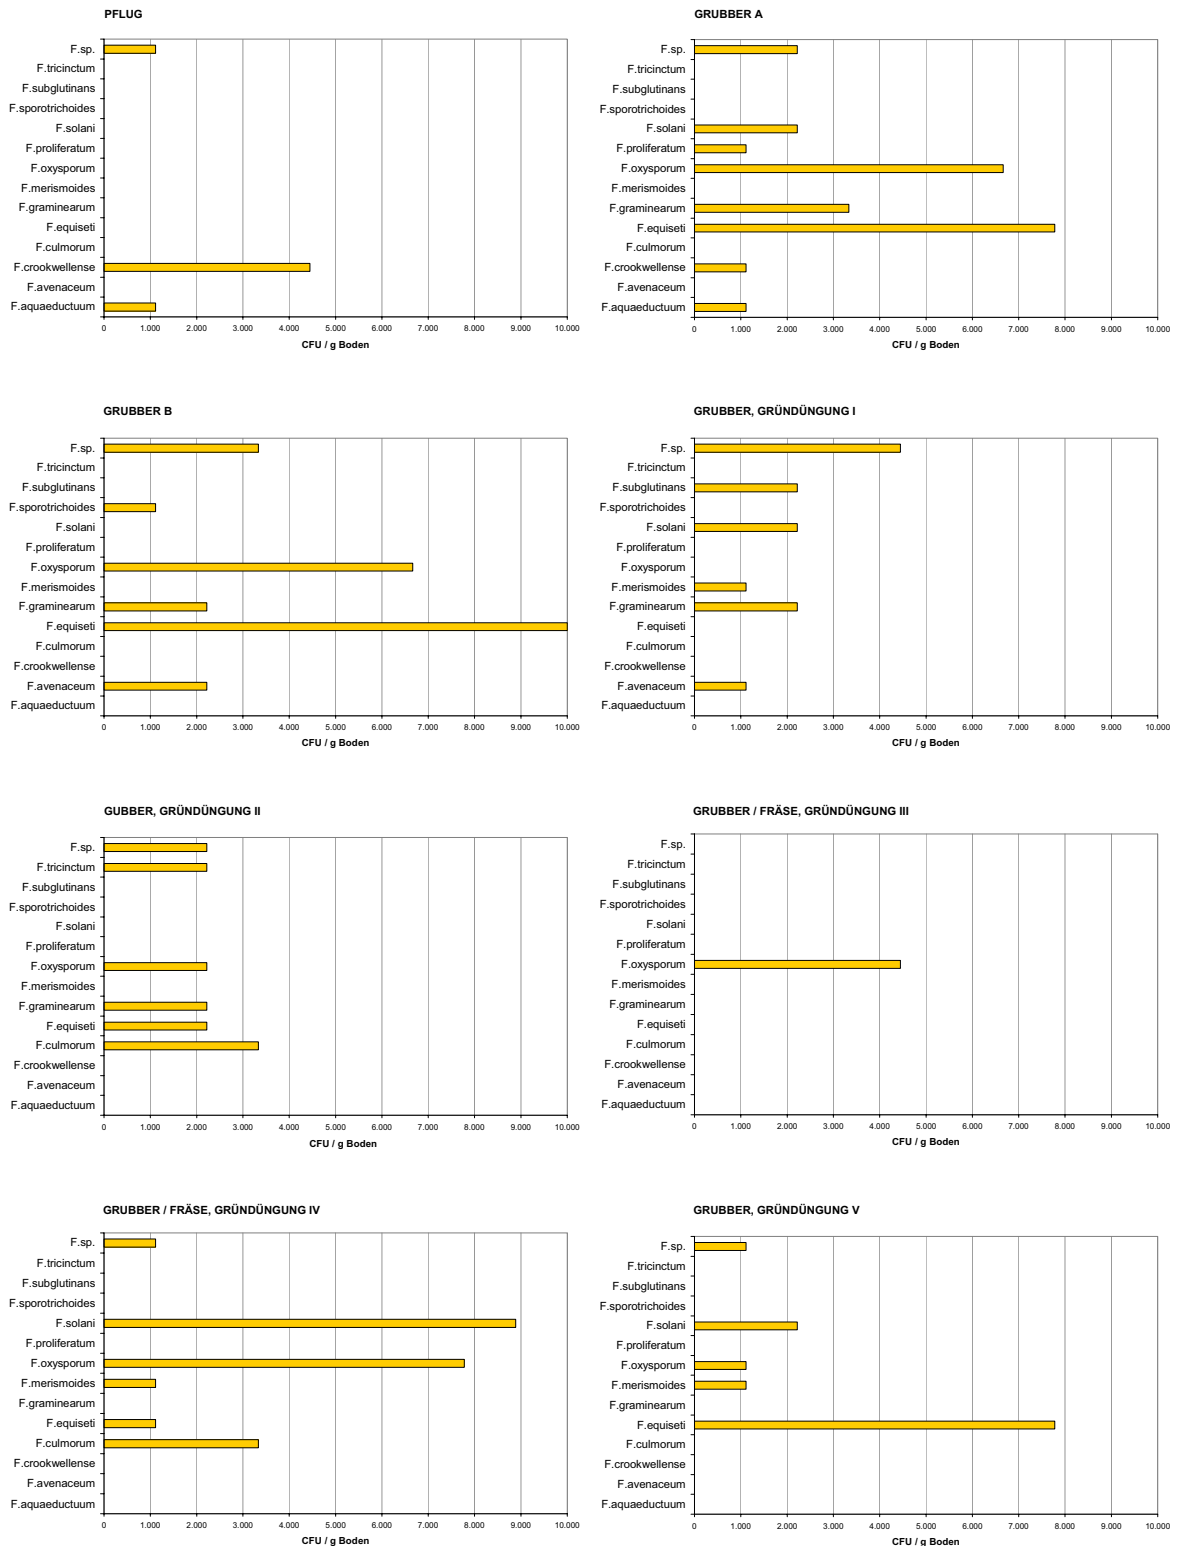 PFLUG
F.sp.
F.tricinctum
F.subglutinans
F.sporotrichoides
F.solani
F.proliferatum
F.oxysporum
F.merismoides
F.graminearum
F.equiseti
F.culmorum
F.crookwellense
F.avenaceum
F.aquaeductuum
0 1.000 2.000 3.000 4.000 5.000 6.000 7.000 8.000 9.000 10.000
CFU / g Boden
GRUBBER A
F.sp.
F.tricinctum
F.subglutinans
F.sporotrichoides
F.solani
F.proliferatum
F.oxysporum
F.merismoides
F.graminearum
F.equiseti
F.culmorum
F.crookwellense
F.avenaceum
F.aquaeductuum
0 1.000 2.000 3.000 4.000 5.000 6.000 7.000 8.000 9.000 10.000
CFU / g Boden
GRUBBER B
F.sp.
F.tricinctum
F.subglutinans
F.sporotrichoides
F.solani
F.proliferatum
F.oxysporum
F.merismoides
F.graminearum
F.equiseti
F.culmorum
F.crookwellense
F.avenaceum
F.aquaeductuum
0 1.000 2.000 3.000 4.000 5.000 6.000 7.000 8.000 9.000 10.000
CFU / g Boden
GRUBBER, GRÜNDÜNGUNG I
F.sp.
F.tricinctum
F.subglutinans
F.sporotrichoides
F.solani
F.proliferatum
F.oxysporum
F.merismoides
F.graminearum
F.equiseti
F.culmorum
F.crookwellense
F.avenaceum
F.aquaeductuum
0 1.000 2.000 3.000 4.000 5.000 6.000 7.000 8.000 9.000 10.000
CFU / g Boden
GUBBER, GRÜNDÜNGUNG II
F.sp.
F.tricinctum
F.subglutinans
F.sporotrichoides
F.solani
F.proliferatum
F.oxysporum
F.merismoides
F.graminearum
F.equiseti
F.culmorum
F.crookwellense
F.avenaceum
F.aquaeductuum
0 1.000 2.000 3.000 4.000 5.000 6.000 7.000 8.000 9.000 10.000
CFU / g Boden
GRUBBER / FRÄSE, GRÜNDÜNGUNG III
F.sp.
F.tricinctum
F.subglutinans
F.sporotrichoides
F.solani
F.proliferatum
F.oxysporum
F.merismoides
F.graminearum
F.equiseti
F.culmorum
F.crookwellense
F.avenaceum
F.aquaeductuum
0 1.000 2.000 3.000 4.000 5.000 6.000 7.000 8.000 9.000 10.000
CFU / g Boden
GRUBBER / FRÄSE, GRÜNDÜNGUNG IV
F.sp.
F.tricinctum
F.subglutinans
F.sporotrichoides
F.solani
F.proliferatum
F.oxysporum
F.merismoides
F.graminearum
F.equiseti
F.culmorum
F.crookwellense
F.avenaceum
F.aquaeductuum
0 1.000 2.000 3.000 4.000 5.000 6.000 7.000 8.000 9.000 10.000
CFU / g Boden
GRUBBER, GRÜNDÜNGUNG V
F.sp.
F.tricinctum
F.subglutinans
F.sporotrichoides
F.solani
F.proliferatum
F.oxysporum
F.merismoides
F.graminearum
F.equiseti
F.culmorum
F.crookwellense
F.avenaceum
F.aquaeductuum
0 1.000 2.000 3.000 4.000 5.000 6.000 7.000 8.000 9.000 10.000
CFU / g Boden